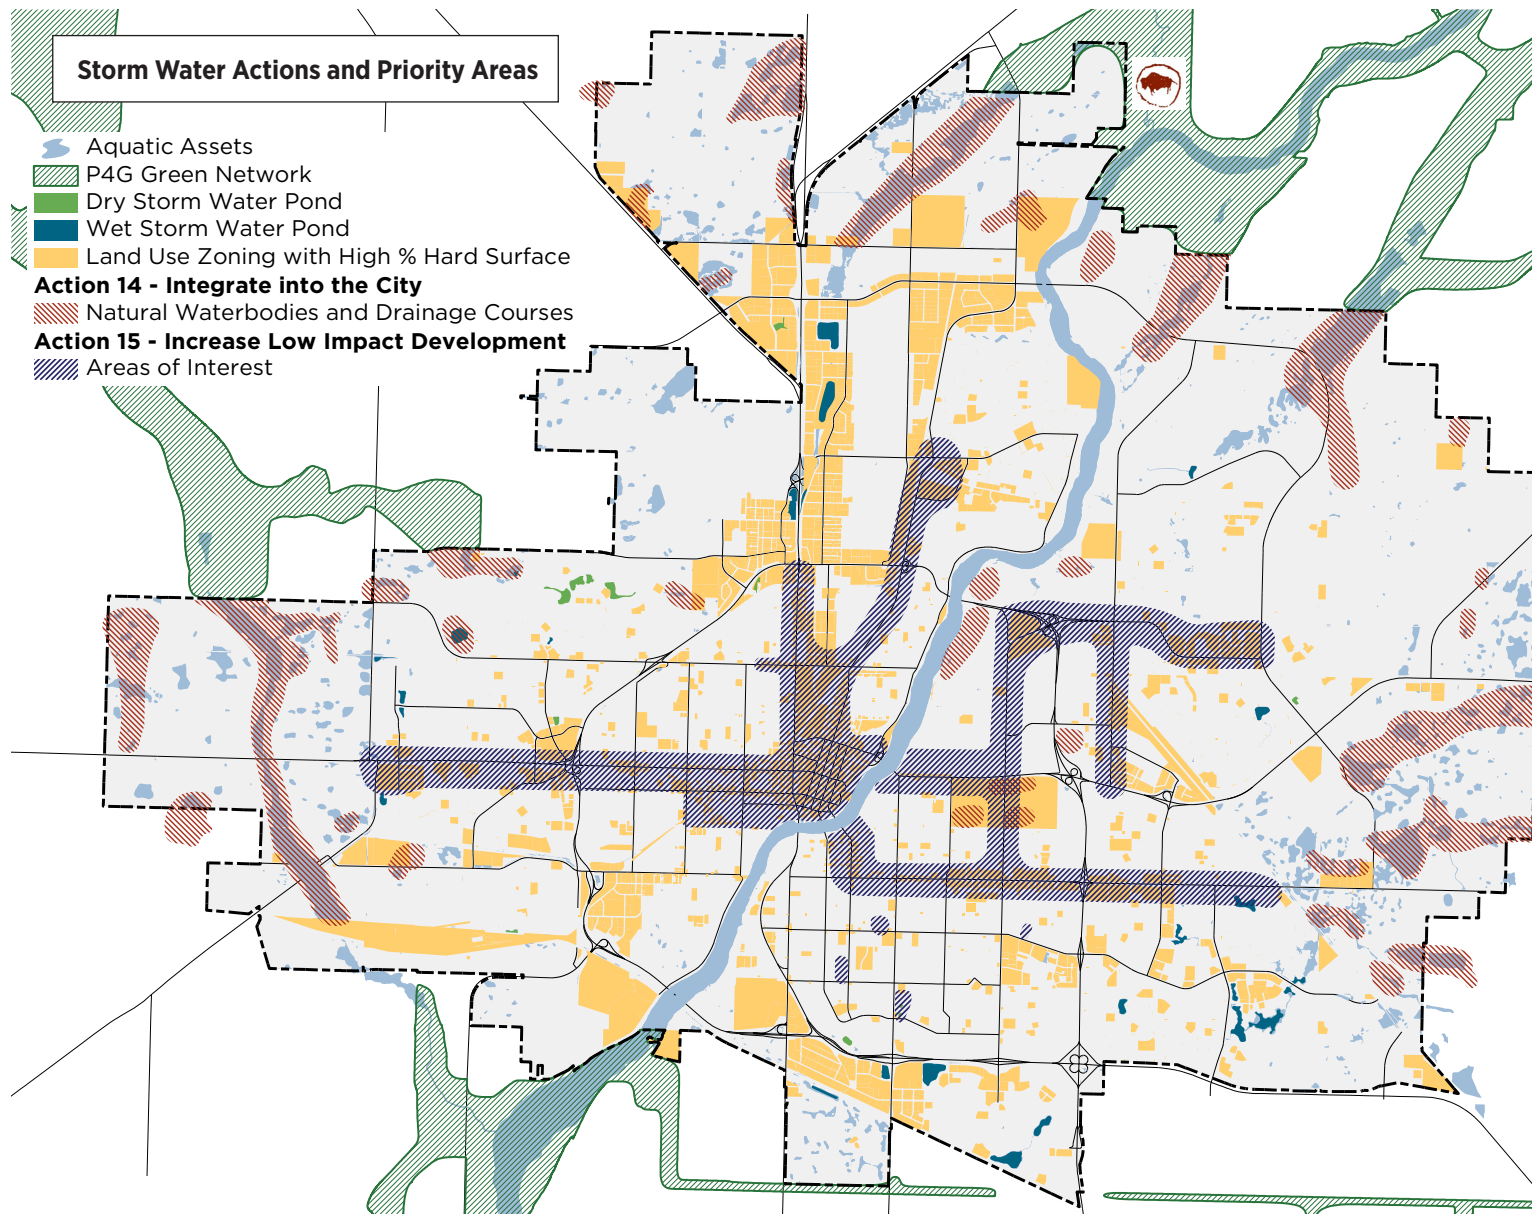 Storm Water Actions and Priority Areas
Aquatic Assets
P4G Green Network
Dry Storm Water Pond
Wet Storm Water Pond
Land Use Zoning with High % Hard Surface
Action 14 - Integrate into the City
Natural Waterbodies and Drainage Courses
Action 15 - Increase Low Impact Development
Areas of Interest